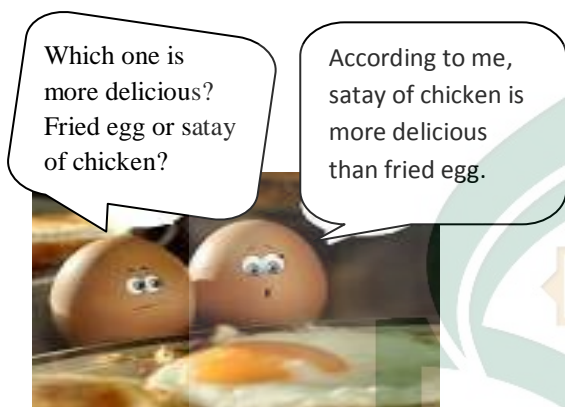 Which one is
more delicious?
Fried egg or satay
of chicken?
According to me,
satay of chicken is
more delicious
than fried egg.